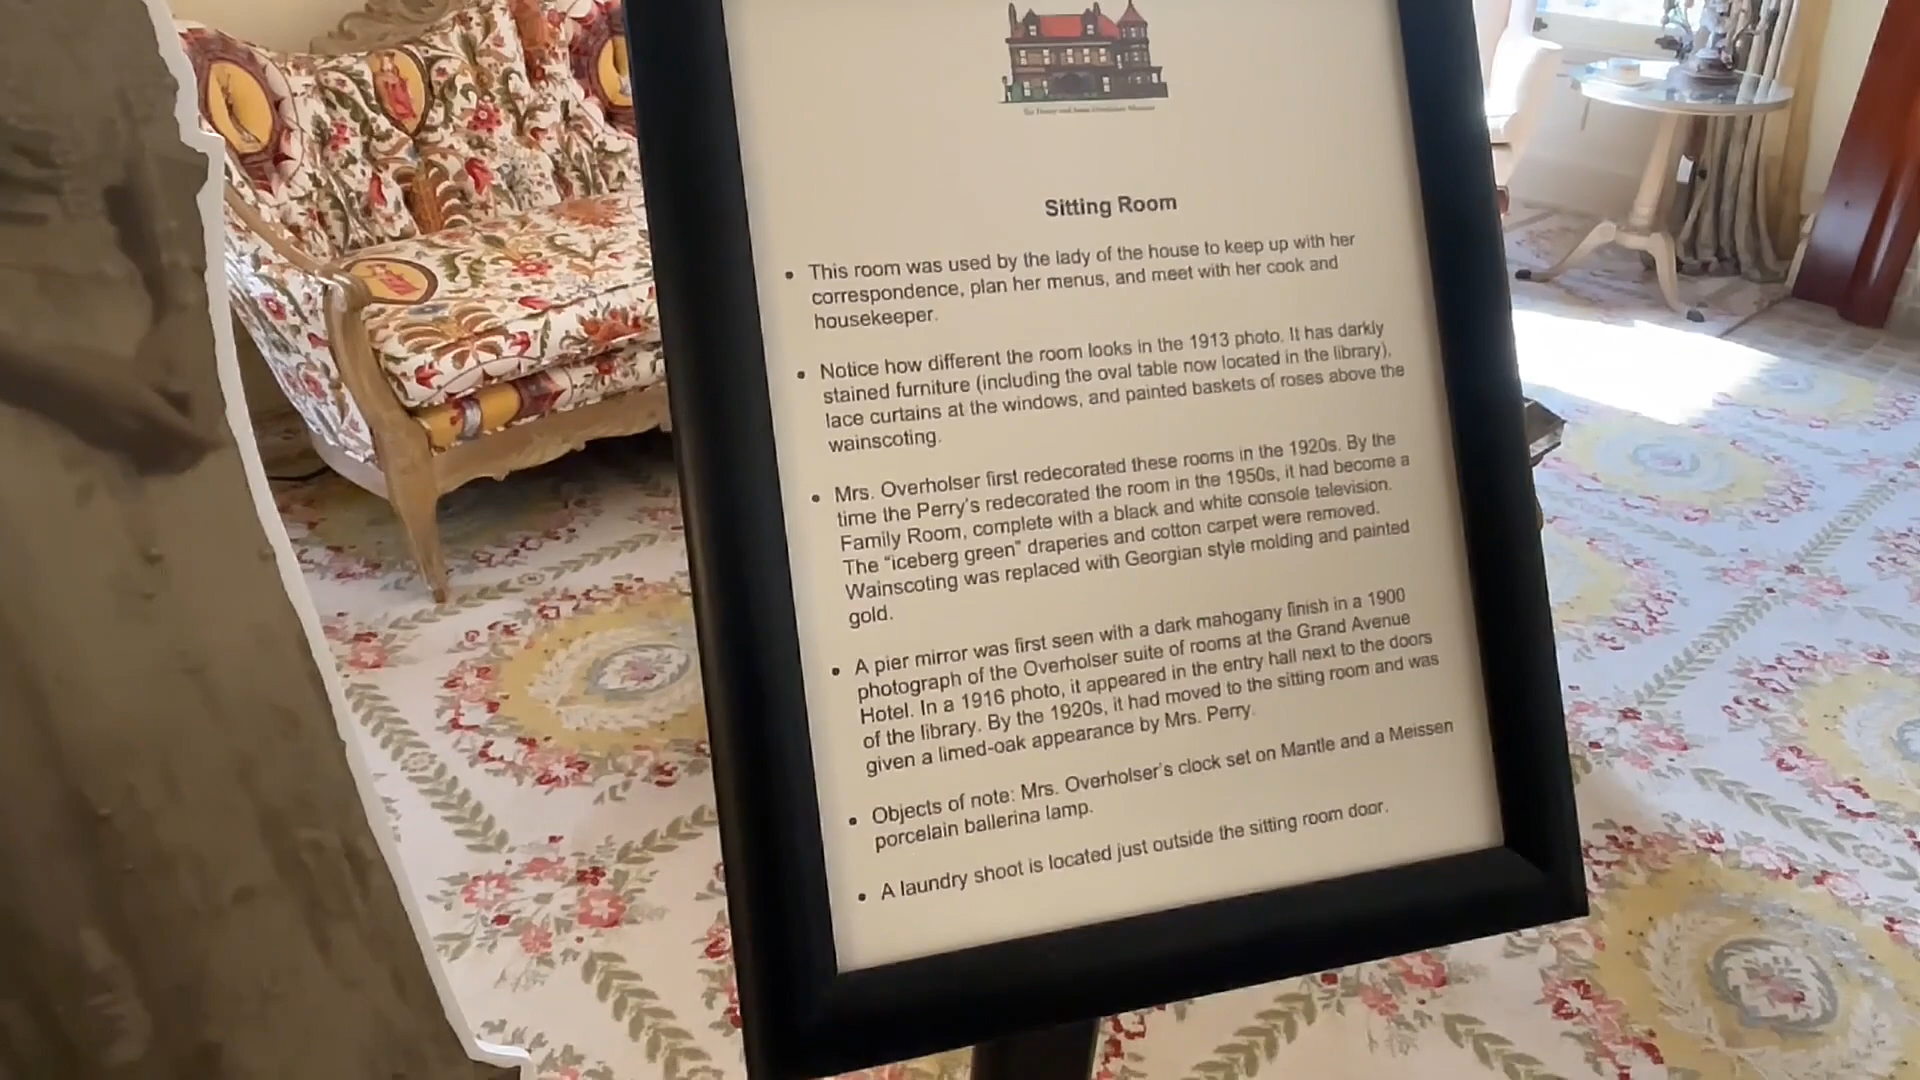 Sitting Room
• This room was used by the lady of the house to keep up with her
correspondence, plan her menus, and meet with her cook and
housekeeper.
• Notice how different the room looks in the 1913 photo. It has darkly
stained furniture (including the oval table now located in the library),
lace curtains at the windows, and painted baskets of roses above the
wainscoting.
• Mrs. Overholser first redecorated these rooms in the 1920s. By the
time the Perry's redecorated the room in the 1950s, it had become a
Family Room, complete with a black and white console television.
The "iceberg green" draperies and cotton carpet were removed.
Wainscoting was replaced with Georgian style molding and painted
gold.
• A pier mirror was first seen with a dark mahogany finish in a 1900
photograph of the Overholser suite of rooms at the Grand Avenue
Hotel. In a 1916 photo, it appeared in the entry hall next to the doors
of the library. By the 1920s, it had moved to the sitting room and was
given a limed-oak appearance by Mrs. Perry.
• Objects of note: Mrs. Overholser's clock set on Mantle and a Meissen
porcelain ballerina lamp.
• A laundry shoot is located just outside the sitting room door.